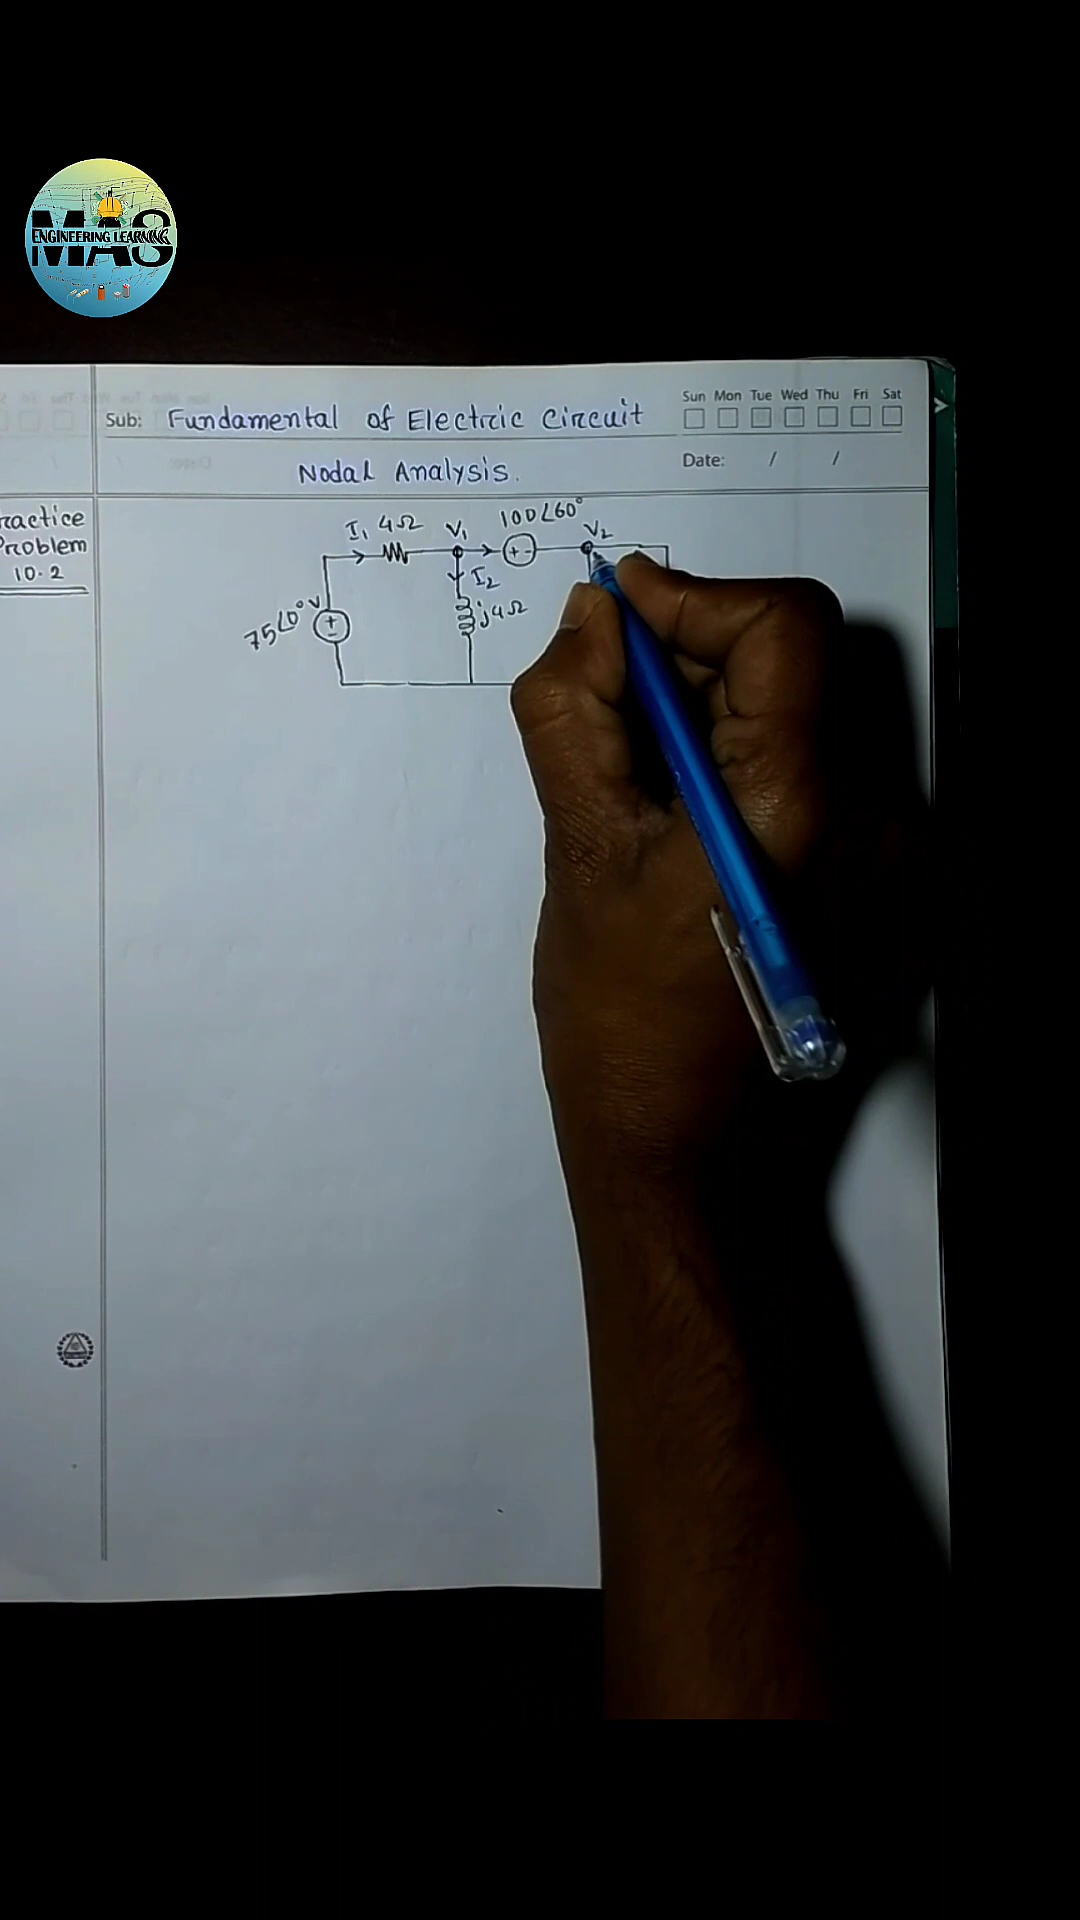 MAS
ENGINEERING LEARNING
Sun Mon Tue Wed Thu Fri Sat
Sub: Fundamental of Electric Circuit
Nodal Analysis.
Date: / /
ractice
Problem
10.2
I₁ 4Ω V₁ 100∠60° V₂
I₂
75∠0° V
j4Ω
+ -
+
-